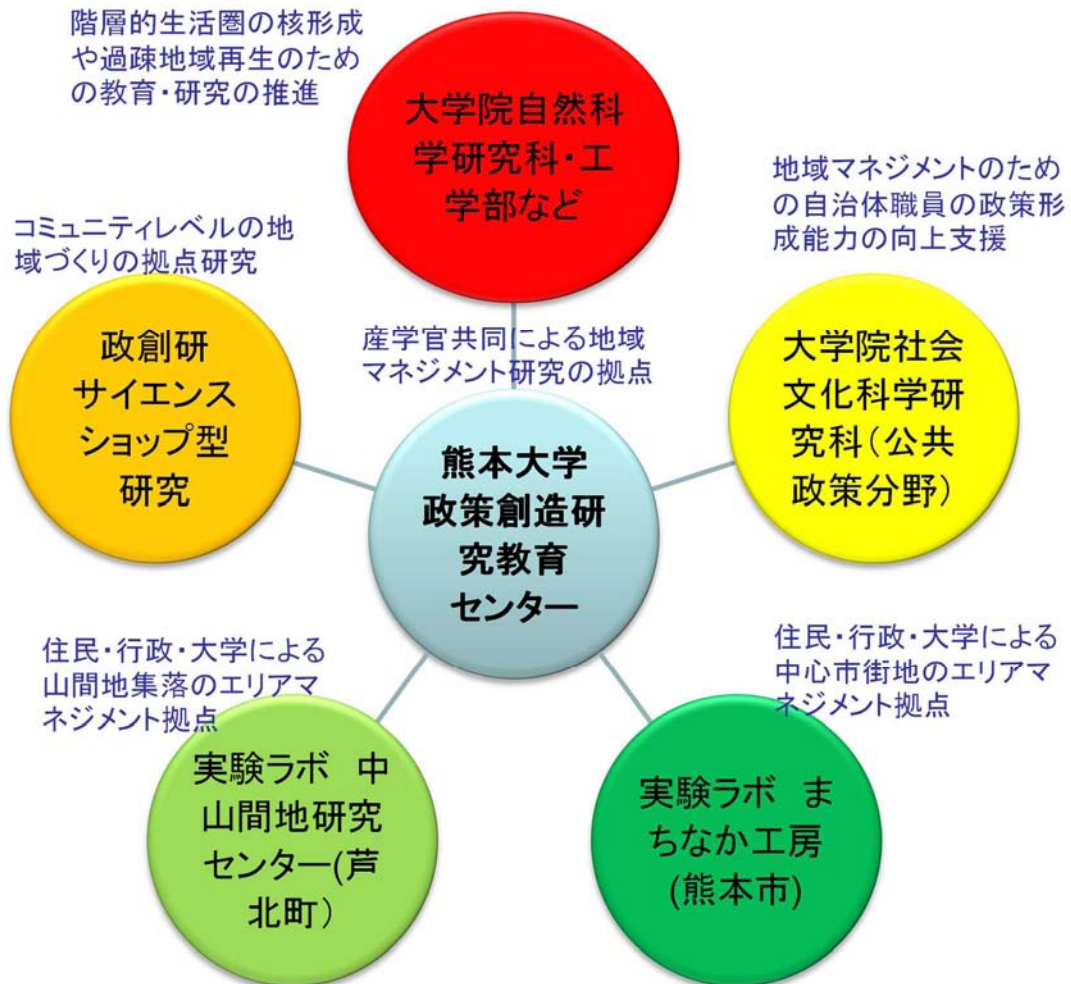 階層的生活圏の核形成
や過疎地域再生のため
の教育・研究の推進
大学院自然科
学研究科・工
学部など
地域マネジメントのため
の自治体職員の政策形
成能力の向上支援
コミュニティレベルの地
域づくりの拠点研究
政創研
サイエンス
ショップ型
研究
産学官共同による地域
マネジメント研究の拠点
大学院社会
文化科学研
究科(公共
政策分野)
熊本大学
政策創造研
究教育
センター
住民・行政・大学による
山間地集落のエリアマ
ネジメント拠点
住民・行政・大学による
中心市街地のエリアマ
ネジメント拠点
実験ラボ　中
山間地研究
センター(芦
北町)
実験ラボ　ま
ちなか工房
(熊本市)